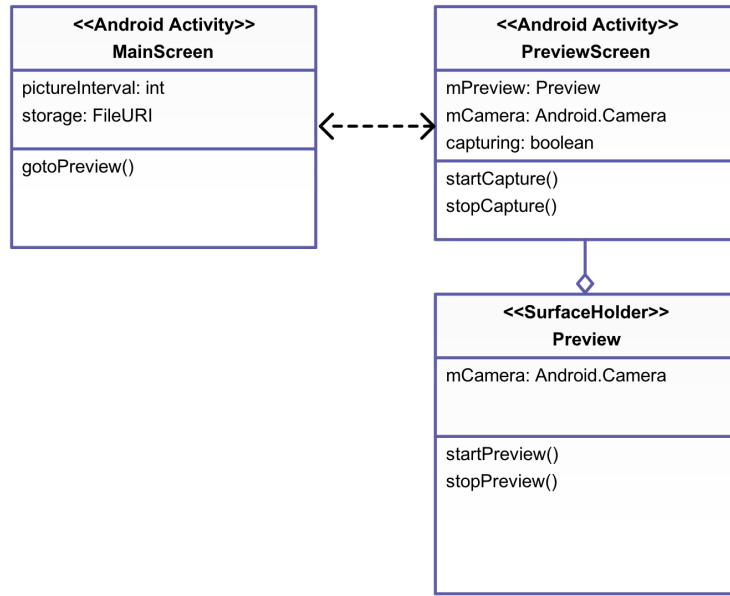 <<Android Activity>>
MainScreen
pictureInterval: int
storage: FileURI
gotoPreview()
<<Android Activity>>
PreviewScreen
mPreview: Preview
mCamera: Android.Camera
capturing: boolean
startCapture()
stopCapture()
<<SurfaceHolder>>
Preview
mCamera: Android.Camera
startPreview()
stopPreview()